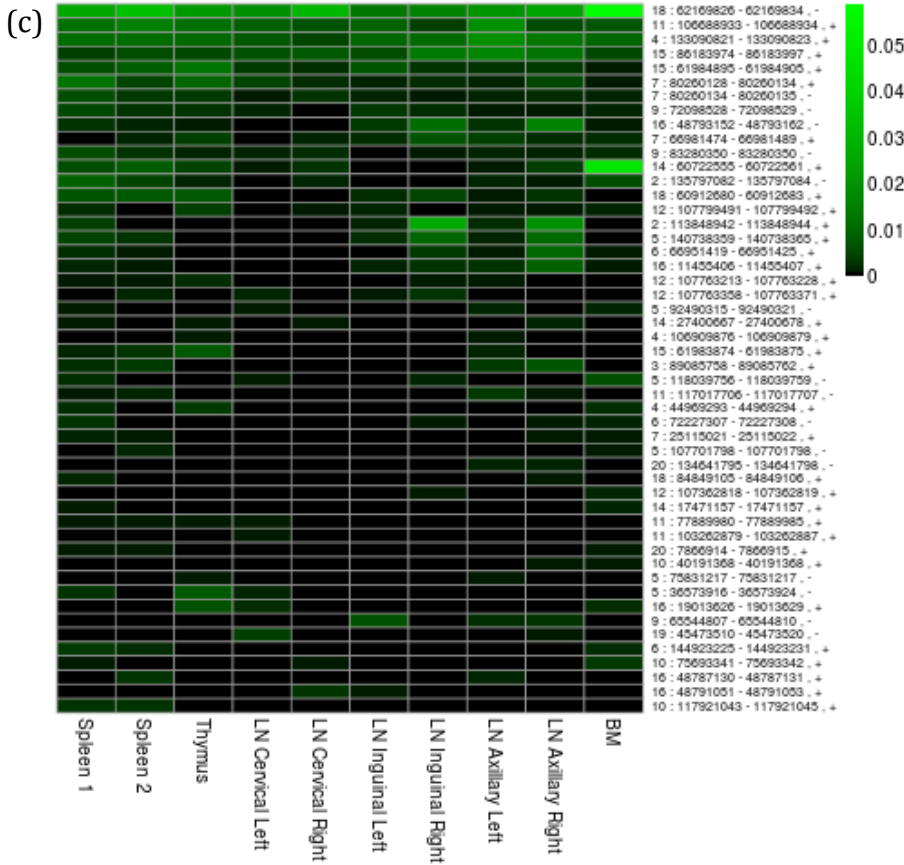 (c)
18 : 62169826 - 62169834 , -
11 : 106688933 - 106688934 , +
4 : 133090821 - 133090823 , +
15 : 86183974 - 86183997 , +
15 : 61984895 - 61984905 , +
7 : 80260128 - 80260134 , +
7 : 80260134 - 80260135 , -
9 : 72098528 - 72098529 , -
16 : 48793152 - 48793162 , -
7 : 66981474 - 66981489 , +
9 : 83280350 - 83280350 , -
14 : 60722555 - 60722561 , +
2 : 135797082 - 135797084 , -
18 : 60912680 - 60912683 , +
12 : 107799491 - 107799492 , +
2 : 113848942 - 113848944 , +
5 : 140738359 - 140738365 , +
6 : 66951419 - 66951425 , +
16 : 11455406 - 11455407 , +
12 : 107763213 - 107763228 , +
12 : 107763358 - 107763371 , +
5 : 92490315 - 92490321 , -
14 : 27400667 - 27400678 , +
4 : 106909876 - 106909879 , +
15 : 61983874 - 61983875 , +
3 : 89085758 - 89085762 , +
5 : 118039756 - 118039759 , -
11 : 117017706 - 117017707 , -
4 : 44969293 - 44969294 , +
6 : 72227307 - 72227308 , -
7 : 25115021 - 25115022 , +
5 : 107701798 - 107701798 , -
20 : 134641795 - 134641798 , -
18 : 84849105 - 84849106 , +
12 : 107362818 - 107362819 , +
14 : 17471157 - 17471157 , +
11 : 77889980 - 77889985 , +
11 : 103262879 - 103262887 , +
20 : 7866914 - 7866915 , +
10 : 40191368 - 40191368 , +
5 : 75831217 - 75831217 , -
5 : 36573916 - 36573924 , -
16 : 19013626 - 19013629 , +
9 : 65544807 - 65544810 , -
19 : 45473510 - 45473520 , -
6 : 144923225 - 144923231 , +
10 : 75693341 - 75693342 , +
16 : 48787130 - 48787131 , +
16 : 48791051 - 48791053 , +
10 : 117921043 - 117921045 , +
0.05
0.04
0.03
0.02
0.01
0
Spleen 1
Spleen 2
Thymus
LN Cervical Left
LN Cervical Right
LN Inguinal Left
LN Inguinal Right
LN Axillary Left
LN Axillary Right
BM